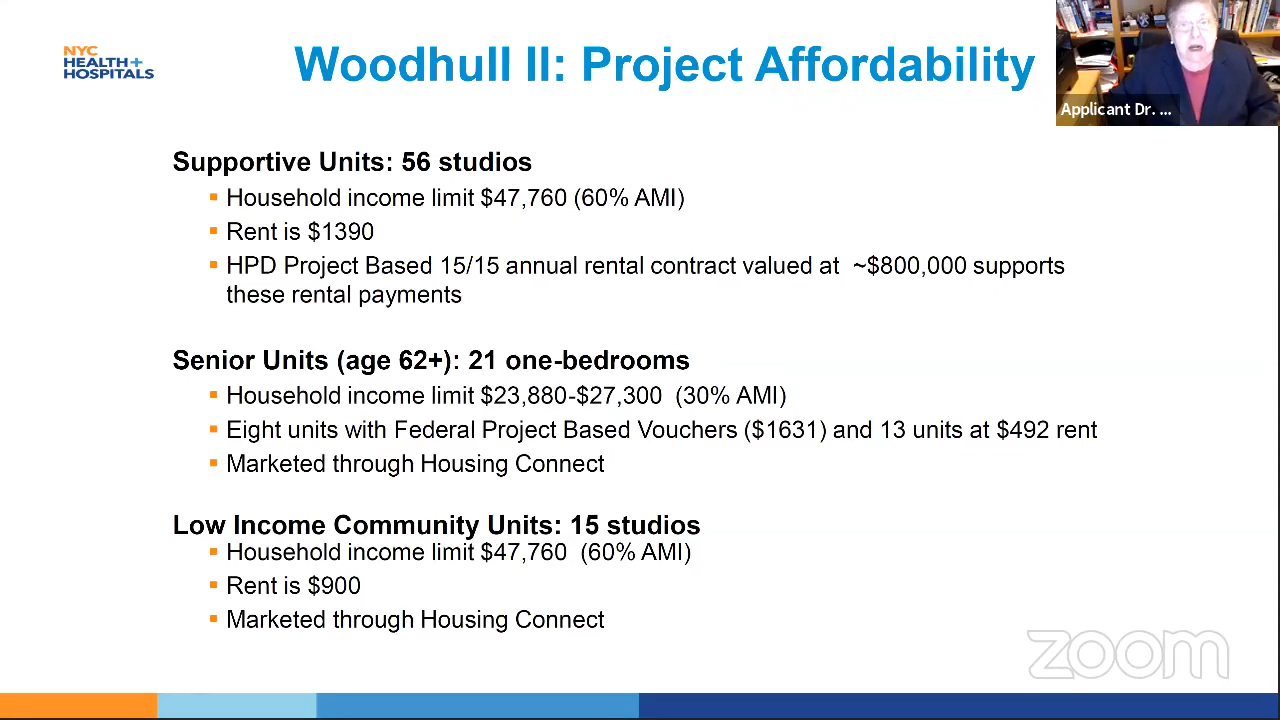 NYC
HEALTH+
HOSPITALS
Woodhull II: Project Affordability
Applicant Dr. ...
Supportive Units: 56 studios
Household income limit $47,760 (60% AMI)
Rent is $1390
HPD Project Based 15/15 annual rental contract valued at ~$800,000 supports
these rental payments
Senior Units (age 62+): 21 one-bedrooms
Household income limit $23,880-$27,300 (30% AMI)
Eight units with Federal Project Based Vouchers ($1631) and 13 units at $492 rent
Marketed through Housing Connect
Low Income Community Units: 15 studios
Household income limit $47,760 (60% AMI)
Rent is $900
Marketed through Housing Connect
zoom